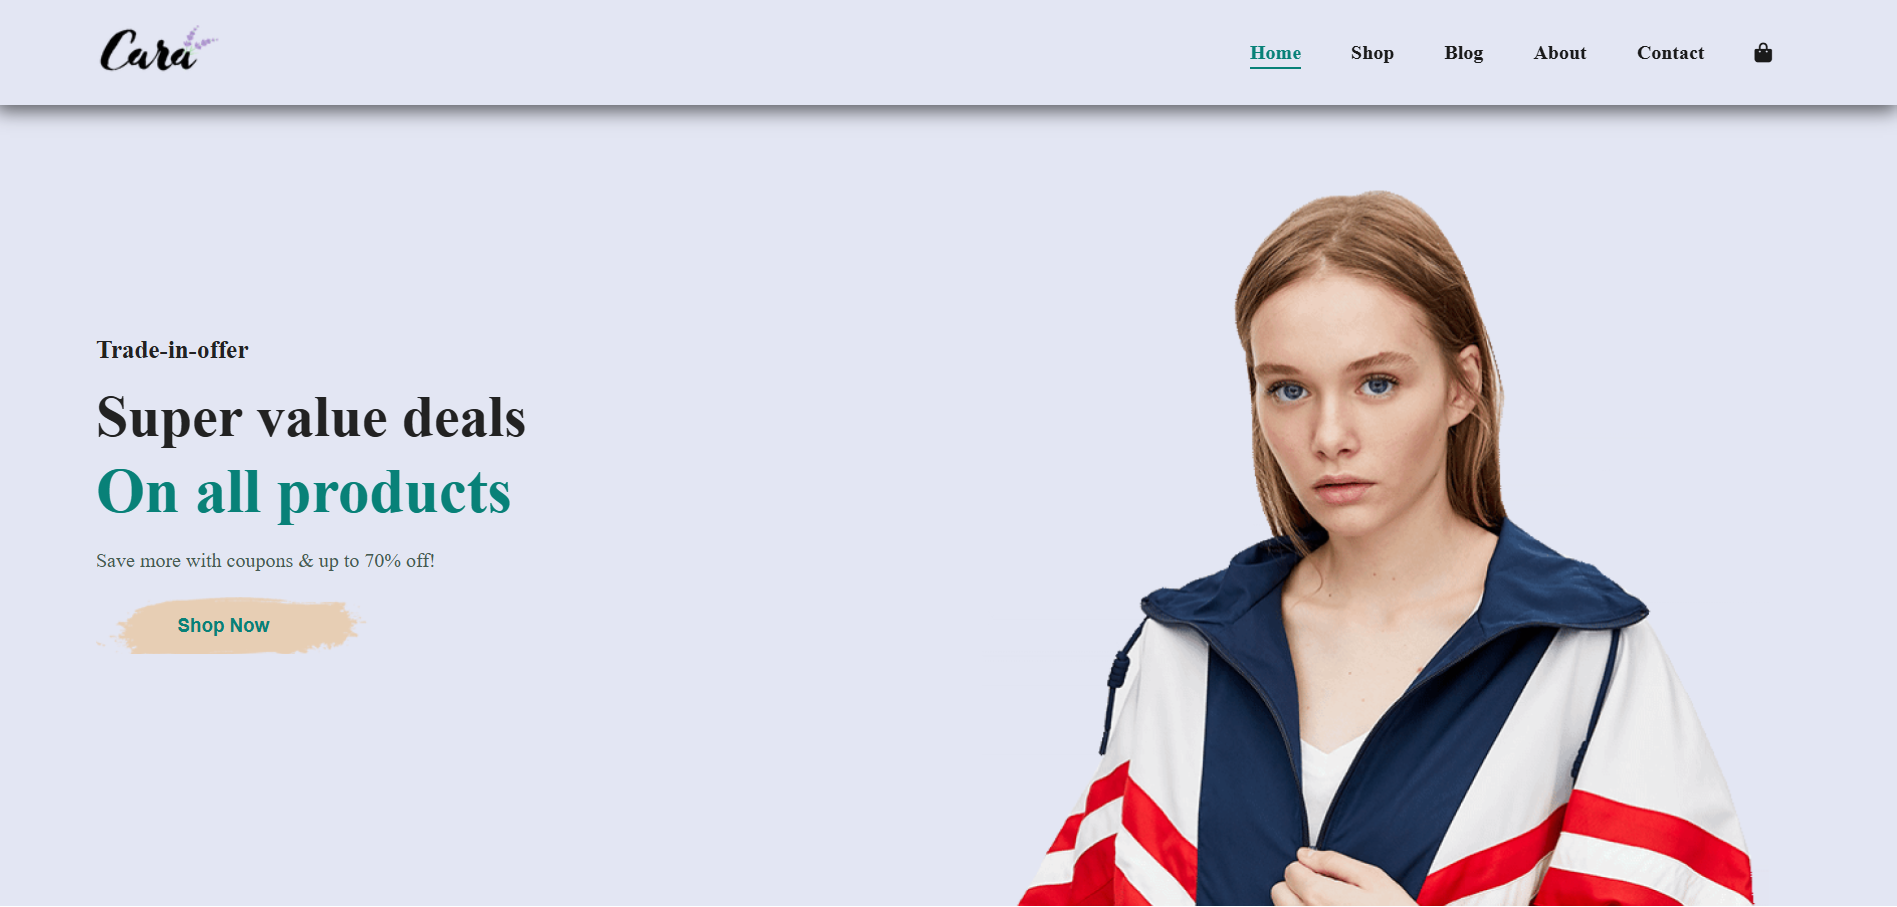 Cara
Home Shop Blog About Contact
Trade-in-offer
Super value deals
On all products
Save more with coupons & up to 70% off!
Shop Now